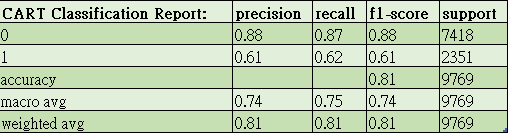 CART Classification Report: precision recall f1-score support
0 0.88 0.87 0.88 7418
1 0.61 0.62 0.61 2351
accuracy 0.81 9769
macro avg 0.74 0.75 0.74 9769
weighted avg 0.81 0.81 0.81 9769